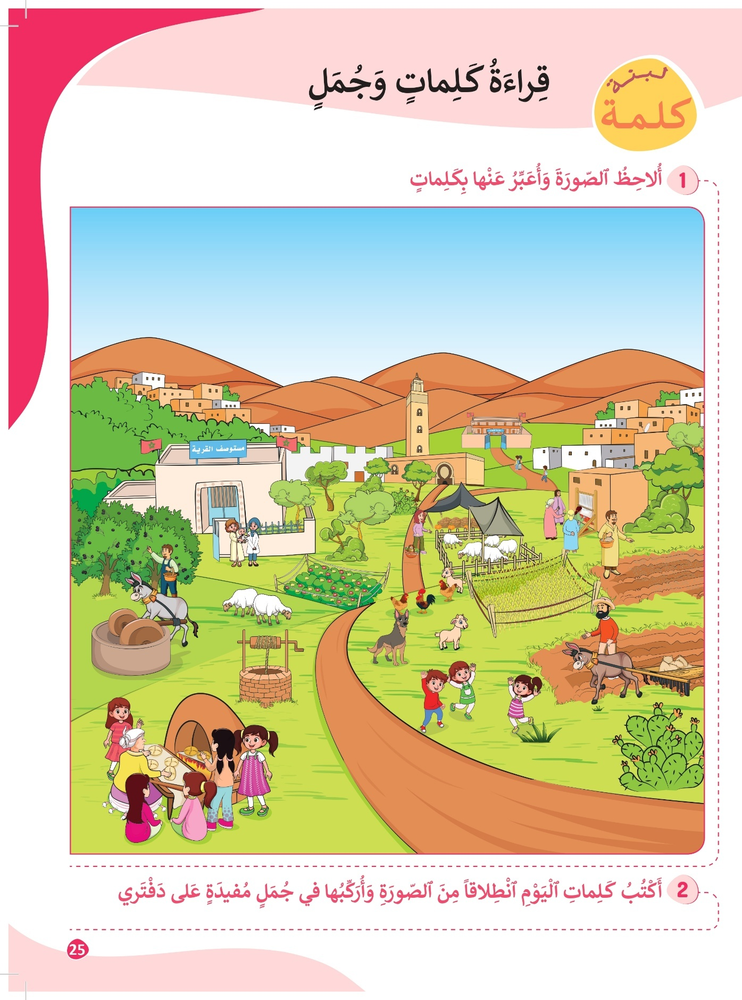 لبنة
كلمة
قِراءَةُ كَلِماتٍ وَجُمَلٍ
1 أُلاحِظُ ٱلصّورَةَ وَأُعَبِّرُ عَنْها بِكَلِماتٍ
مستوصف القرية
2 أَكْتُبُ كَلِماتِ ٱلْيَوْمِ ٱنْطِلاقاً مِنَ ٱلصّورَةِ وَأُرَكِّبُها في جُمَلٍ مُفيدَةٍ عَلى دَفْتَري
25